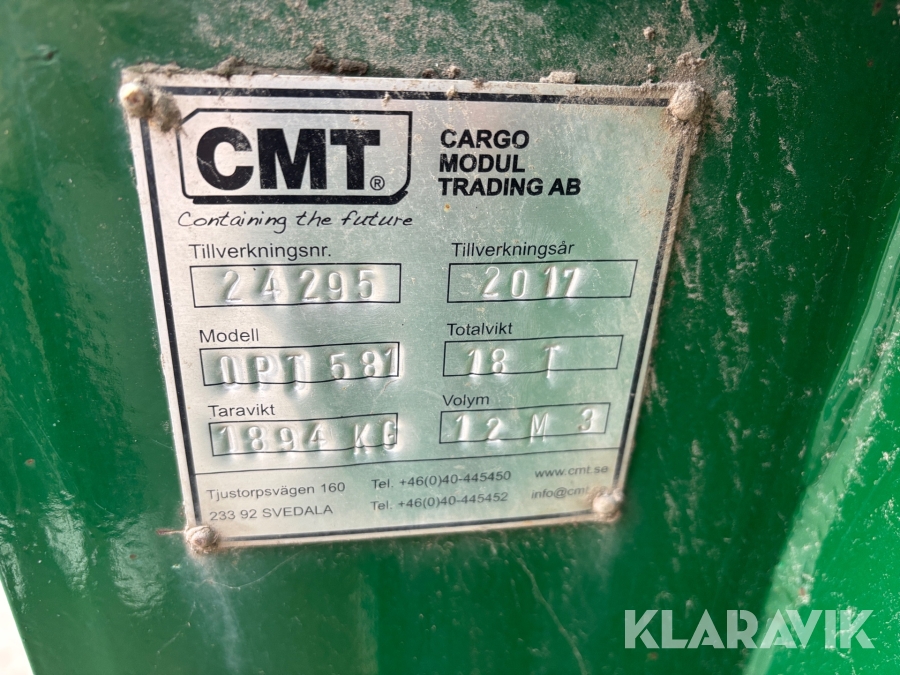 CMT®
Containing the future
CARGO
MODUL
TRADING AB
Tillverkningsnr.
24295
Tillverkningsår
2017
Modell
OPT 581
Totalvikt
18 T
Taravikt
1894 KG
Volym
12 M 3
Tjustorpsvägen 160
233 92 SVEDALA
Tel. +46(0)40-445450
Tel. +46(0)40-445452
www.cmt.se
info@cmt.
KLARAVIK